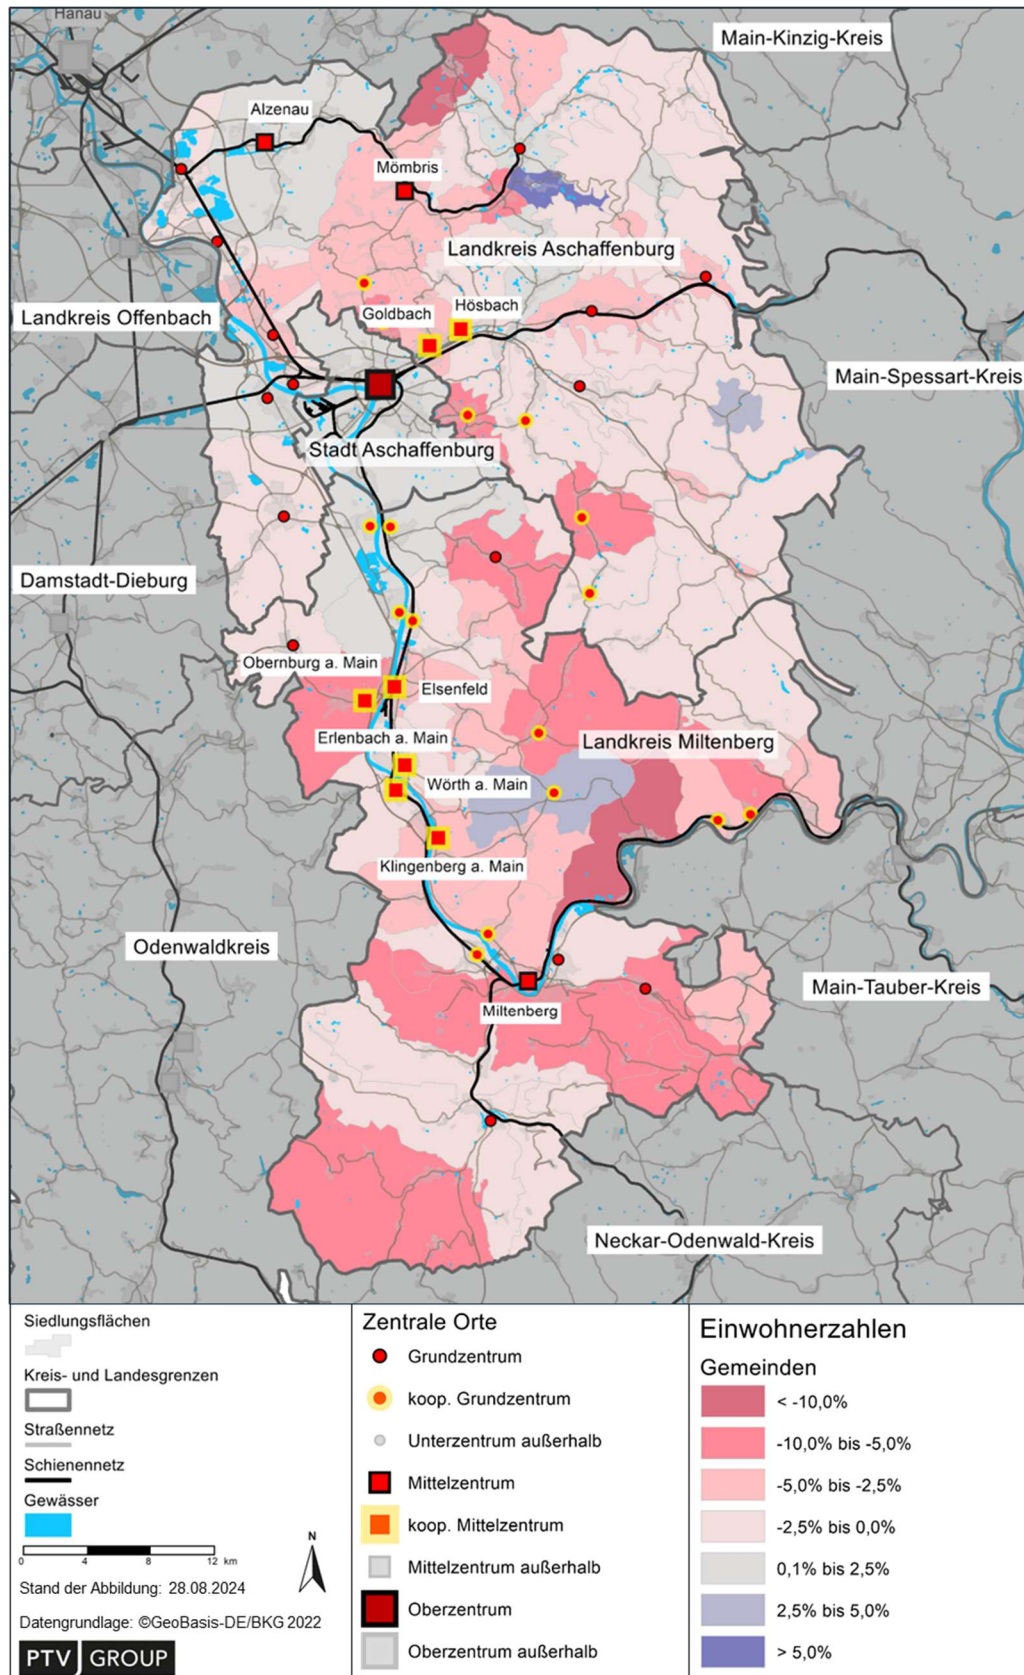 Hanau
Main-Kinzig-Kreis
Alzenau
Mömbris
Landkreis Aschaffenburg
Hösbach
Goldbach
Landkreis Offenbach
Main-Spessart-Kreis
Stadt Aschaffenburg
Damstadt-Dieburg
Obernburg a. Main
Elsenfeld
Erlenbach a. Main
Landkreis Miltenberg
Wörth a. Main
Klingenberg a. Main
Odenwaldkreis
Main-Tauber-Kreis
Miltenberg
Neckar-Odenwald-Kreis
Siedlungsflächen
Kreis- und Landesgrenzen
Straßennetz
Schienennetz
Gewässer
0 4 8 12 km
N
Stand der Abbildung: 28.08.2024
Datengrundlage: ©GeoBasis-DE/BKG 2022
PTV GROUP
Zentrale Orte
Grundzentrum
koop. Grundzentrum
Unterzentrum außerhalb
Mittelzentrum
koop. Mittelzentrum
Mittelzentrum außerhalb
Oberzentrum
Oberzentrum außerhalb
Einwohnerzahlen
Gemeinden
< -10,0%
-10,0% bis -5,0%
-5,0% bis -2,5%
-2,5% bis 0,0%
0,1% bis 2,5%
2,5% bis 5,0%
> 5,0%